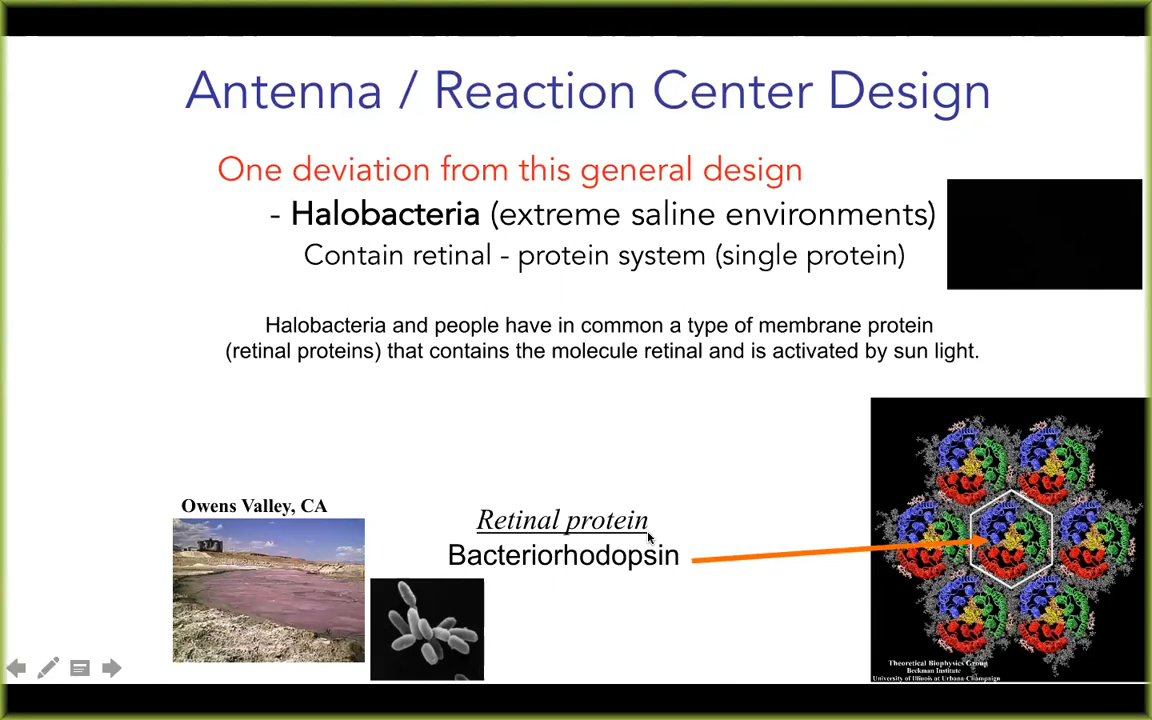 Antenna / Reaction Center Design
One deviation from this general design
- Halobacteria (extreme saline environments)
Contain retinal - protein system (single protein)
Halobacteria and people have in common a type of membrane protein
(retinal proteins) that contains the molecule retinal and is activated by sun light.
Owens Valley, CA
Retinal protein
Bacteriorhodopsin
Theoretical Biophysics Group
Beckman Institute
University of Illinois at Urbana-Champaign